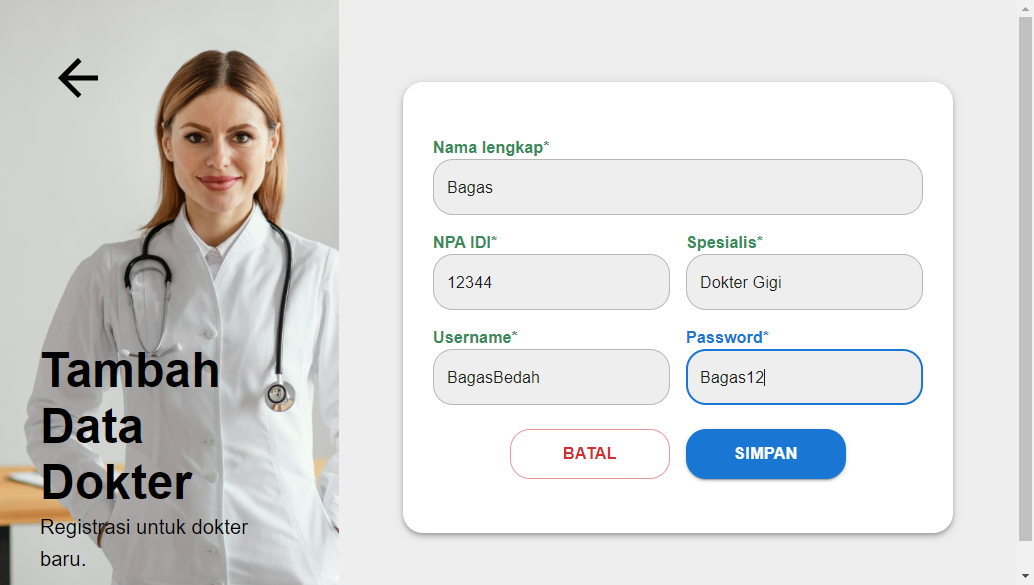 Tambah
Data
Dokter
Registrasi untuk dokter
baru.
Nama lengkap*
Bagas
NPA IDI* Spesialis*
12344 Dokter Gigi
Username* Password*
BagasBedah Bagas12
BATAL SIMPAN